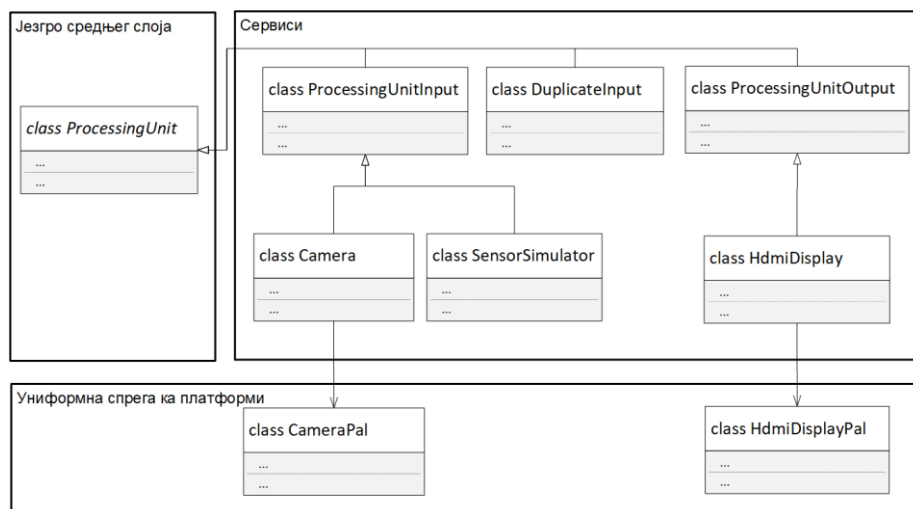 Језгро средњег слоја
class ProcessingUnit
...
...
Сервиси
class ProcessingUnitInput
...
...
class DuplicateInput
...
...
class ProcessingUnitOutput
...
...
class Camera
...
...
class SensorSimulator
...
...
class HdmiDisplay
...
...
Униформна спрега ка платформи
class CameraPal
...
...
class HdmiDisplayPal
...
...